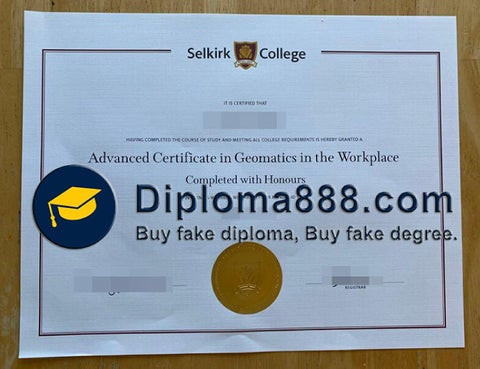 Selkirk College
IT IS CERTIFIED THAT
HAVING COMPLETED THE COURSE OF STUDY AND MEETING ALL COLLEGE REQUIREMENTS IS HEREBY GRANTED A
Advanced Certificate in Geomatics in the Workplace
Completed with Honours
Diploma888.com
Buy fake diploma, Buy fake degree.
REGISTRAR